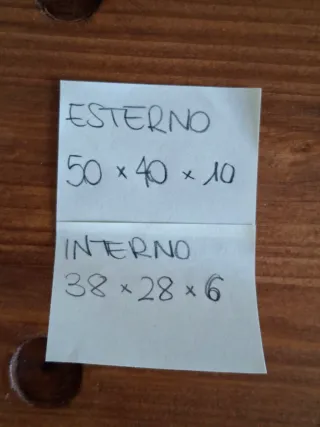 ESTERNO
50 × 40 × 10
INTERNO
38 × 28 × 6